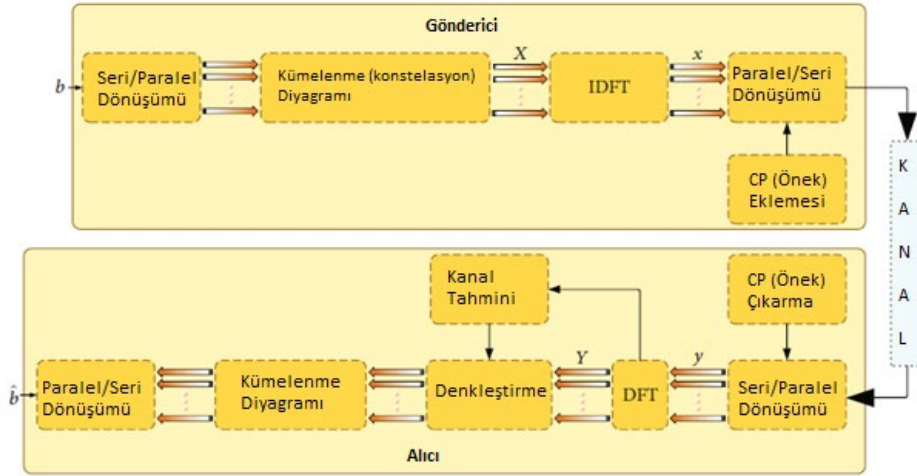 Gönderici
b
Seri/Paralel
Dönüşümü
Kümelenme (konstelasyon)
Diyagramı
X
IDFT
x
Paralel/Seri
Dönüşümü
CP (Önek)
Eklemesi
K
A
N
A
L
Kanal
Tahmini
CP (Önek)
Çıkarma
b̂
Paralel/Seri
Dönüşümü
Kümelenme
Diyagramı
Denkleştirme
Y
DFT
y
Seri/Paralel
Dönüşümü
Alıcı